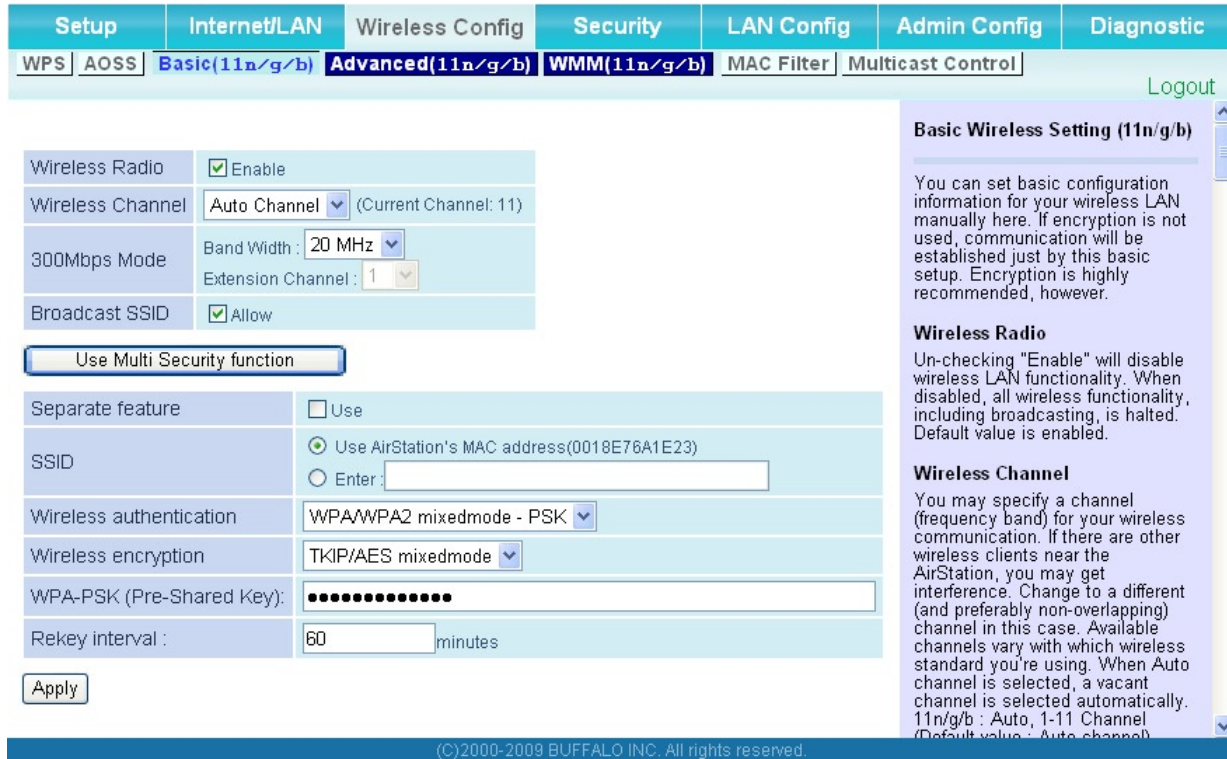 Setup Internet/LAN Wireless Config Security LAN Config Admin Config Diagnostic
WPS AOSS Basic(11n/g/b) Advanced(11n/g/b) WMM(11n/g/b) MAC Filter Multicast Control
Logout
Wireless Radio Enable
Wireless Channel Auto Channel (Current Channel: 11)
300Mbps Mode
Band Width : 20 MHz
Extension Channel : 1
Broadcast SSID Allow
Use Multi Security function
Separate feature Use
SSID
Use AirStation's MAC address(0018E76A1E23)
Enter :
Wireless authentication WPA/WPA2 mixedmode - PSK
Wireless encryption TKIP/AES mixedmode
WPA-PSK (Pre-Shared Key): •••••••••••••
Rekey interval : 60 minutes
Apply
Basic Wireless Setting (11n/g/b)
You can set basic configuration
information for your wireless LAN
manually here. If encryption is not
used, communication will be
established just by this basic
setup. Encryption is highly
recommended, however.
Wireless Radio
Un-checking "Enable" will disable
wireless LAN functionality. When
disabled, all wireless functionality,
including broadcasting, is halted.
Default value is enabled.
Wireless Channel
You may specify a channel
(frequency band) for your wireless
communication. If there are other
wireless clients near the
AirStation, you may get
interference. Change to a different
(and preferably non-overlapping)
channel in this case. Available
channels vary with which wireless
standard you're using. When Auto
channel is selected, a vacant
channel is selected automatically.
11n/g/b : Auto, 1-11 Channel
(Default value : Auto channel)
(C)2000-2009 BUFFALO INC. All rights reserved.